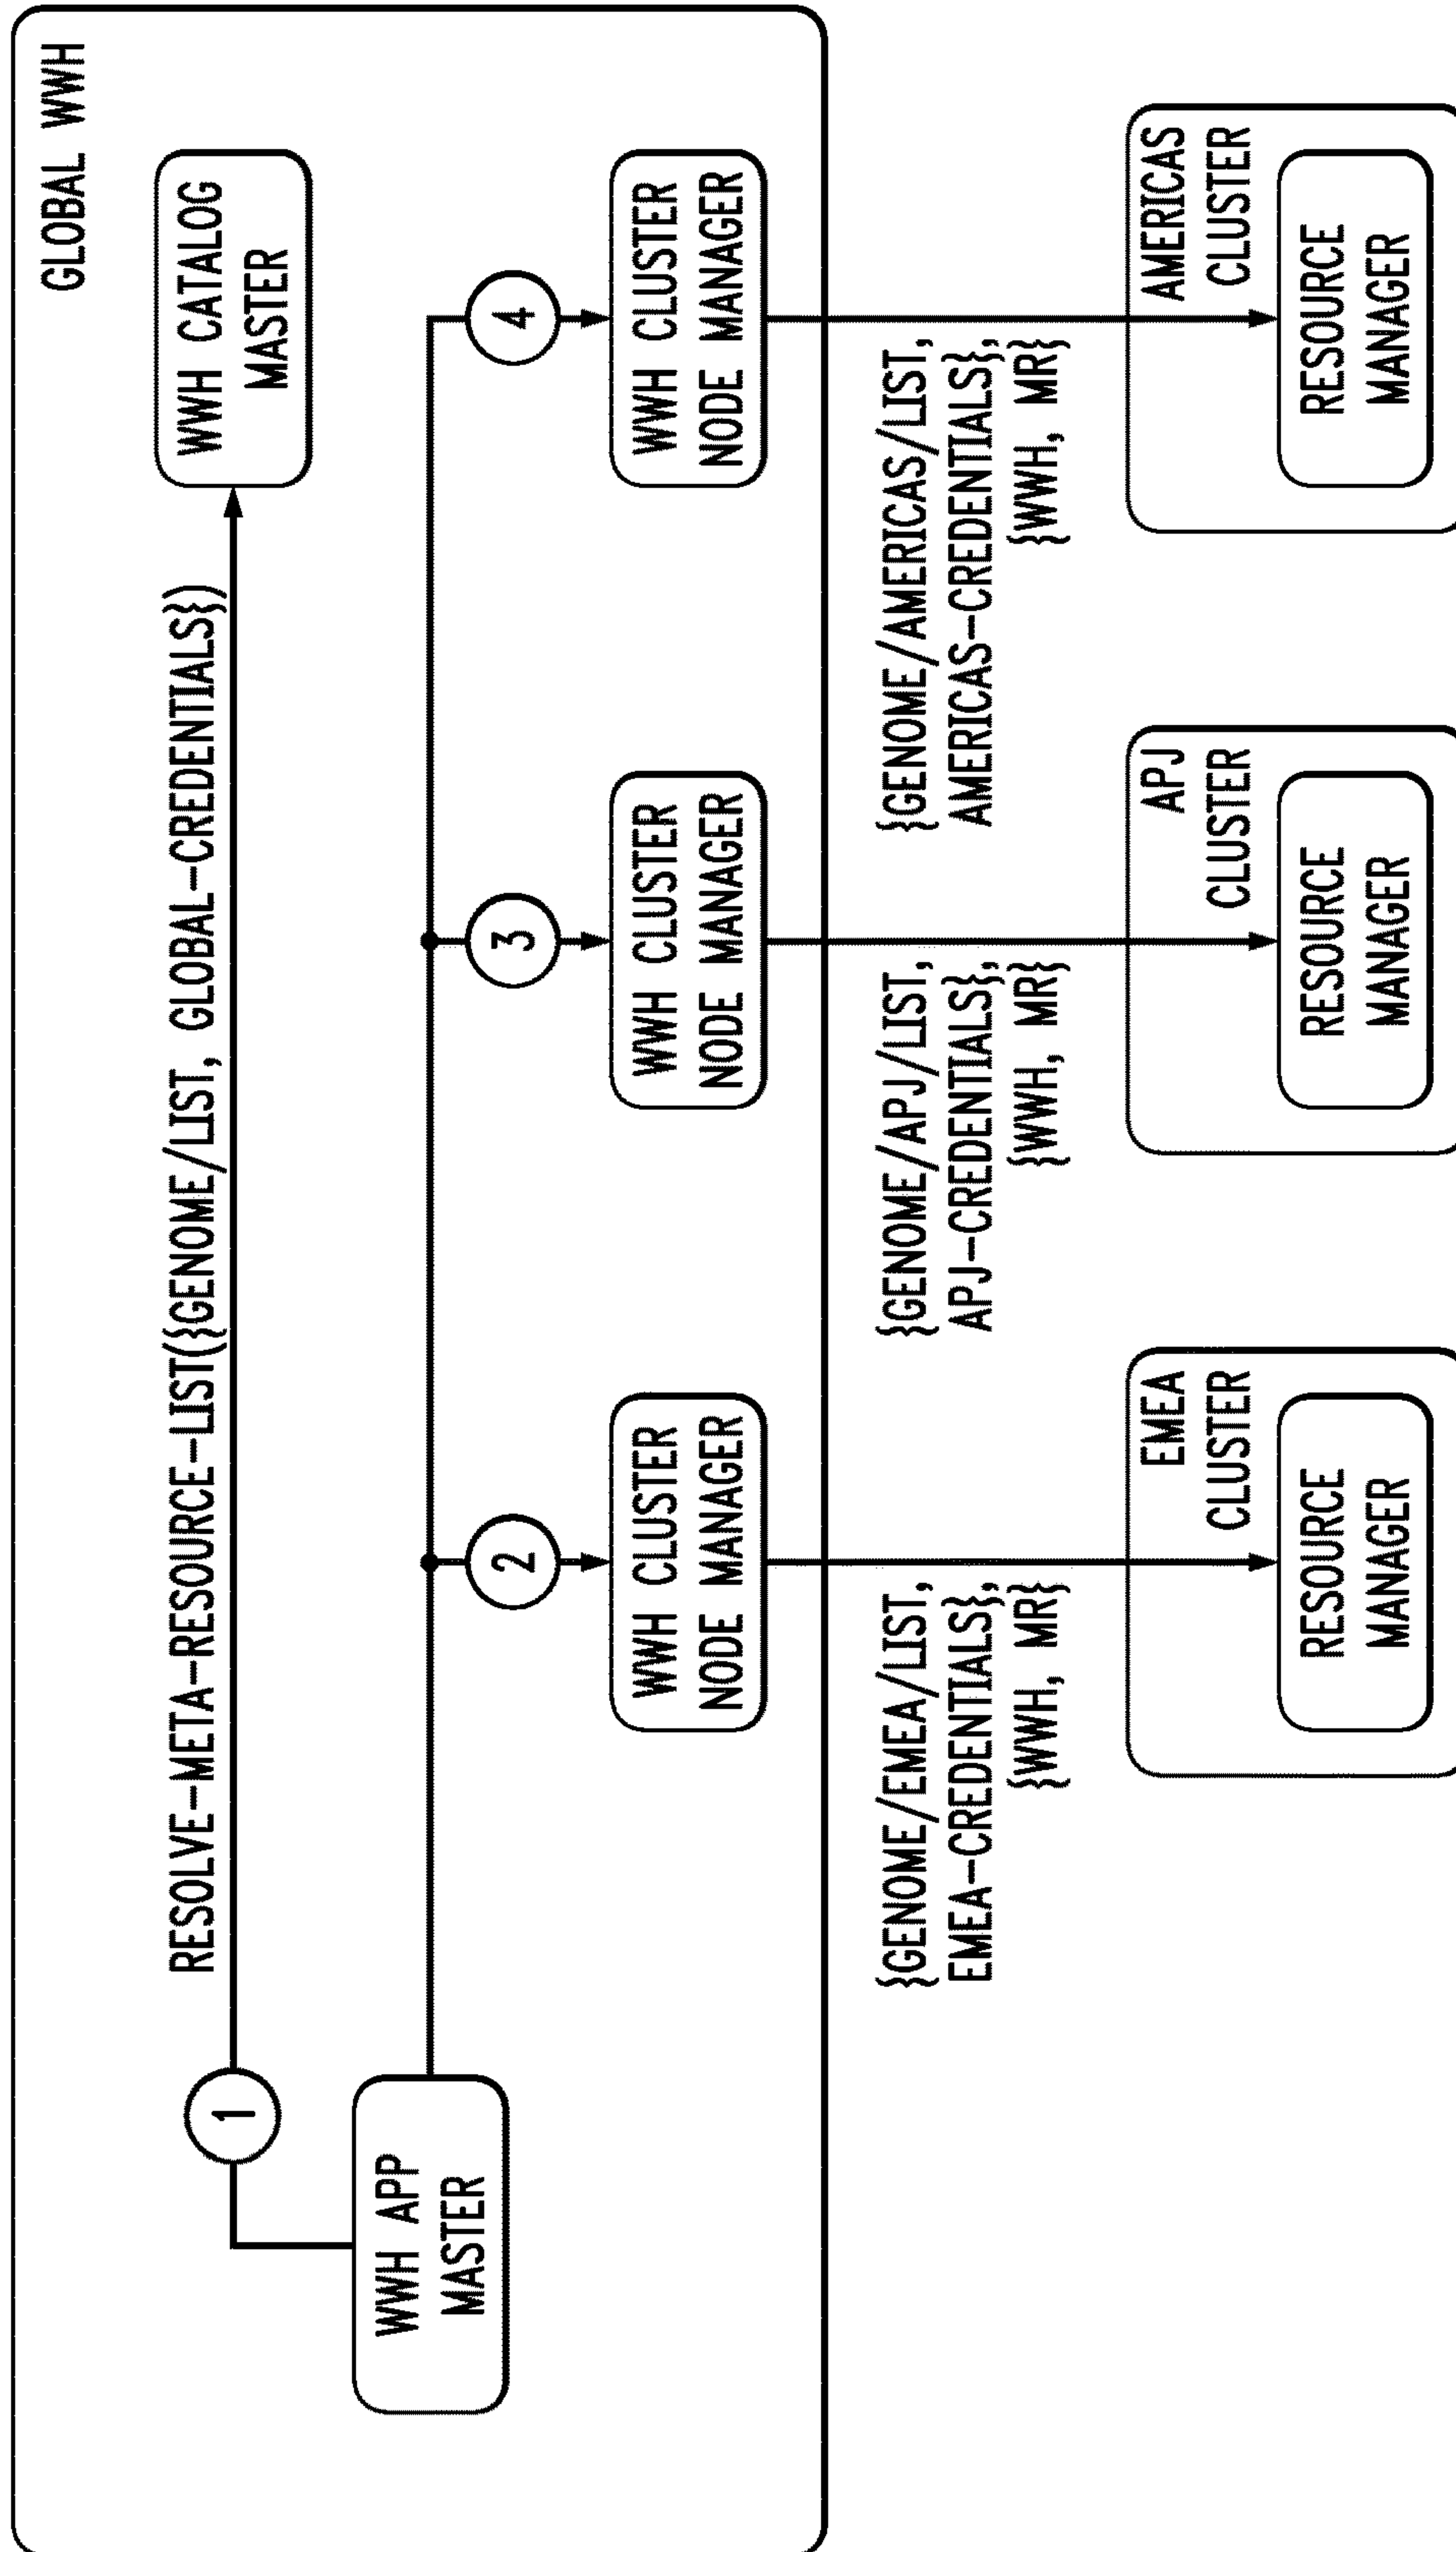 GLOBAL WWH
RESOLVE-META-RESOURCE-LIST({GENOME/LIST, GLOBAL-CREDENTIALS})
1
WWH CATALOG
MASTER
WWH APP
MASTER
2
3
4
WWH CLUSTER
NODE MANAGER
WWH CLUSTER
NODE MANAGER
WWH CLUSTER
NODE MANAGER
{GENOME/EMEA/LIST,
EMEA-CREDENTIALS},
{WWH, MR}
{GENOME/APJ/LIST,
APJ-CREDENTIALS},
{WWH, MR}
{GENOME/AMERICAS/LIST,
AMERICAS-CREDENTIALS},
{WWH, MR}
EMEA
CLUSTER
RESOURCE
MANAGER
APJ
CLUSTER
RESOURCE
MANAGER
AMERICAS
CLUSTER
RESOURCE
MANAGER